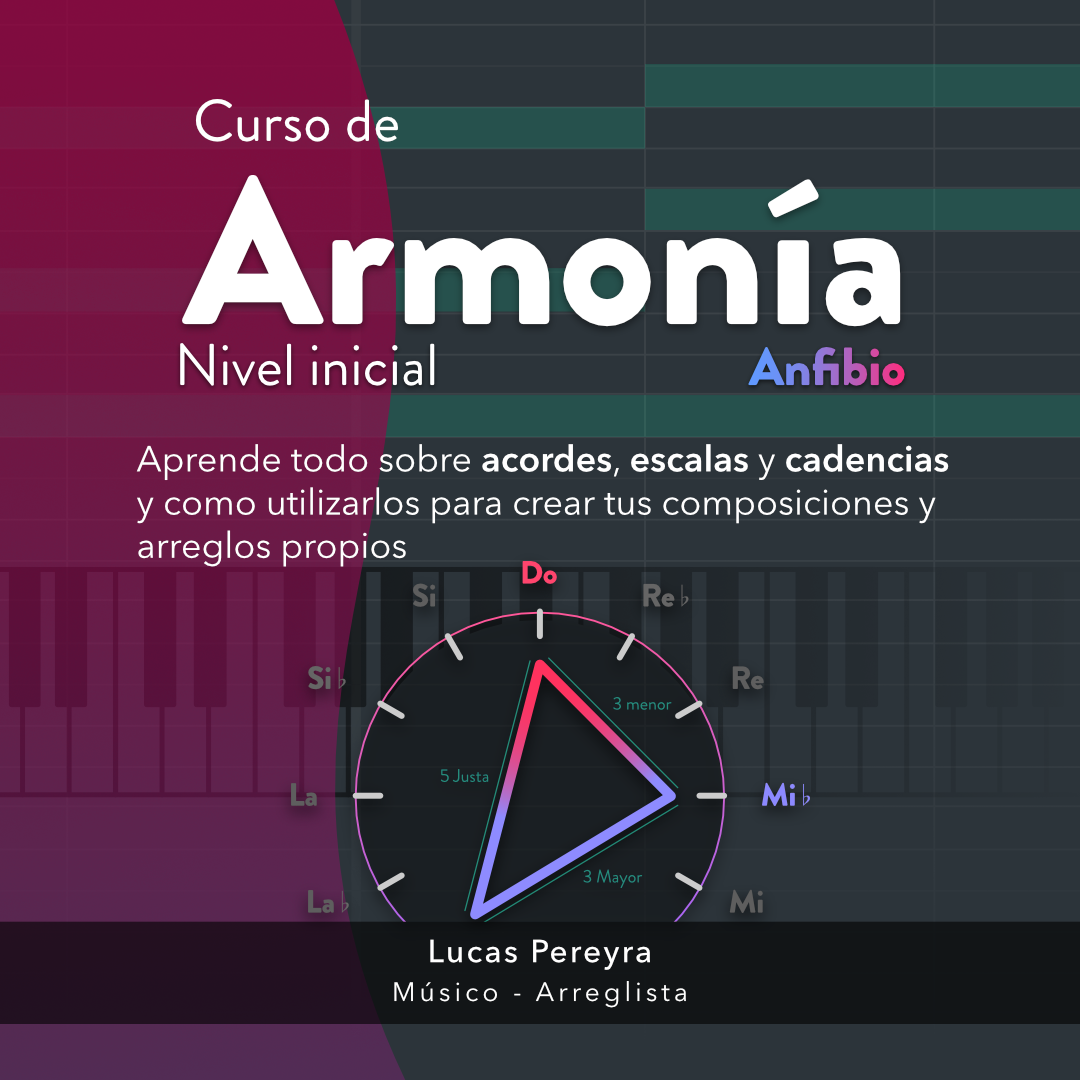 Curso de
Armonía
Nivel inicial
Anfibio
Aprende todo sobre acordes, escalas y cadencias
y como utilizarlos para crear tus composiciones y
arreglos propios
Do
Si
Re ♭
Si ♭
Re
3 menor
5 Justa
La
Mi ♭
3 Mayor
La ♭
Mi
Lucas Pereyra
Músico - Arreglista